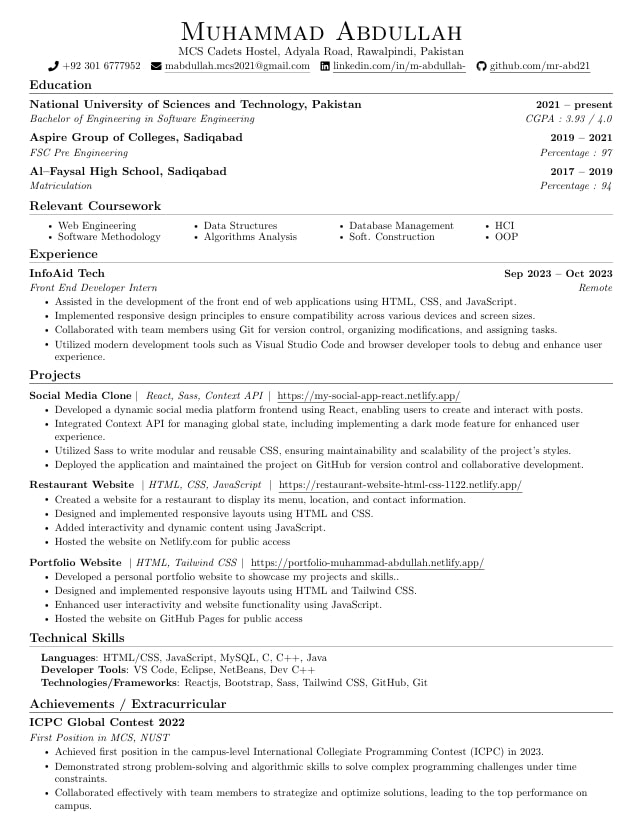 Muhammad Abdullah
MCS Cadets Hostel, Adyala Road, Rawalpindi, Pakistan
+92 301 6777952 mabdullah.mcs2021@gmail.com linkedin.com/in/m-abdullah- github.com/mr-abd21
Education
National University of Sciences and Technology, Pakistan 2021 – present
Bachelor of Engineering in Software Engineering CGPA : 3.93 / 4.0
Aspire Group of Colleges, Sadiqabad 2019 – 2021
FSC Pre Engineering Percentage : 97
Al–Faysal High School, Sadiqabad 2017 – 2019
Matriculation Percentage : 94
Relevant Coursework
• Web Engineering • Data Structures • Database Management • HCI
• Software Methodology • Algorithms Analysis • Soft. Construction • OOP
Experience
InfoAid Tech Sep 2023 – Oct 2023
Front End Developer Intern Remote
• Assisted in the development of the front end of web applications using HTML, CSS, and JavaScript.
• Implemented responsive design principles to ensure compatibility across various devices and screen sizes.
• Collaborated with team members using Git for version control, organizing modifications, and assigning tasks.
• Utilized modern development tools such as Visual Studio Code and browser developer tools to debug and enhance user
experience.
Projects
Social Media Clone | React, Sass, Context API | https://my-social-app-react.netlify.app/
• Developed a dynamic social media platform frontend using React, enabling users to create and interact with posts.
• Integrated Context API for managing global state, including implementing a dark mode feature for enhanced user
experience.
• Utilized Sass to write modular and reusable CSS, ensuring maintainability and scalability of the project's styles.
• Deployed the application and maintained the project on GitHub for version control and collaborative development.
Restaurant Website | HTML, CSS, JavaScript | https://restaurant-website-html-css-1122.netlify.app/
• Created a website for a restaurant to display its menu, location, and contact information.
• Designed and implemented responsive layouts using HTML and CSS.
• Added interactivity and dynamic content using JavaScript.
• Hosted the website on Netlify.com for public access
Portfolio Website | HTML, Tailwind CSS | https://portfolio-muhammad-abdullah.netlify.app/
• Developed a personal portfolio website to showcase my projects and skills..
• Designed and implemented responsive layouts using HTML and Tailwind CSS.
• Enhanced user interactivity and website functionality using JavaScript.
• Hosted the website on GitHub Pages for public access
Technical Skills
Languages: HTML/CSS, JavaScript, MySQL, C, C++, Java
Developer Tools: VS Code, Eclipse, NetBeans, Dev C++
Technologies/Frameworks: Reactjs, Bootstrap, Sass, Tailwind CSS, GitHub, Git
Achievements / Extracurricular
ICPC Global Contest 2022
First Position in MCS, NUST
• Achieved first position in the campus-level International Collegiate Programming Contest (ICPC) in 2023.
• Demonstrated strong problem-solving and algorithmic skills to solve complex programming challenges under time
constraints.
• Collaborated effectively with team members to strategize and optimize solutions, leading to the top performance on
campus.